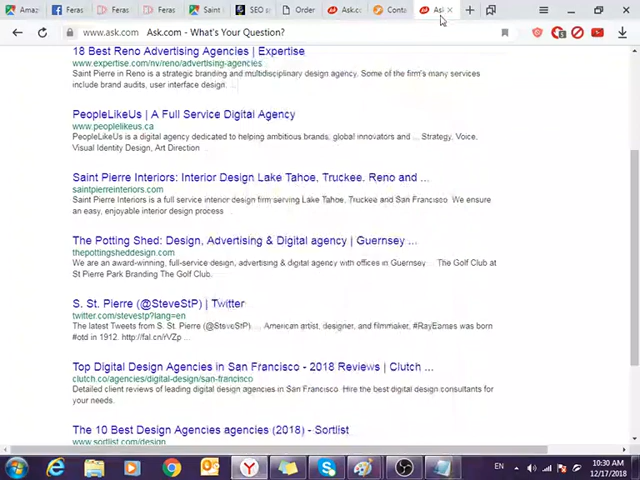 Amaz
Feras
Feras
Feras
Saint
SEO a
Order
Ask.c
Conta
Asl
www.ask.com Ask.com - What's Your Question?
18 Best Reno Advertising Agencies | Expertise
www.expertise.com/nv/reno/advertising-agencies
Saint Pierre in Reno is a strategic branding and multidisciplinary design agency. Some of the firm's many services
include brand audits, user interface design.
PeopleLikeUs | A Full Service Digital Agency
www.peoplelikeus.ca
PeopleLikeUs is a digital agency dedicated to helping ambitious brands, global innovators and ... Strategy, Voice,
Visual Identity Design, Art Direction
Saint Pierre Interiors: Interior Design Lake Tahoe, Truckee, Reno and ...
saintpierreinteriors.com
Saint Pierre Interiors is a full service interior design firm serving Lake Tahoe, Truckee and San Francisco. We ensure
an easy, enjoyable interior design process
The Potting Shed: Design, Advertising & Digital agency | Guernsey ...
thepottingsheddesign.com
We are an award-winning, full-service design, advertising & digital agency with offices in Guernsey The Golf Club at
St Pierre Park Branding The Golf Club.
S. St. Pierre (@SteveStP) | Twitter
twitter.com/stevestp?lang=en
The latest Tweets from S. St. Pierre (@SteveStP). ... American artist, designer, and filmmaker, #RayEames was born
#otd in 1912. http://fal.cn/rVZp ...
Top Digital Design Agencies in San Francisco - 2018 Reviews | Clutch ...
clutch.co/agencies/digital-design/san-francisco
Detailed client reviews of leading digital design agencies in San Francisco. Hire the best digital design consultants for
your needs.
The 10 Best Design Agencies agencies (2018) - Sortlist
www.sortlist.com/design
EN
10:30 AM
12/17/2018